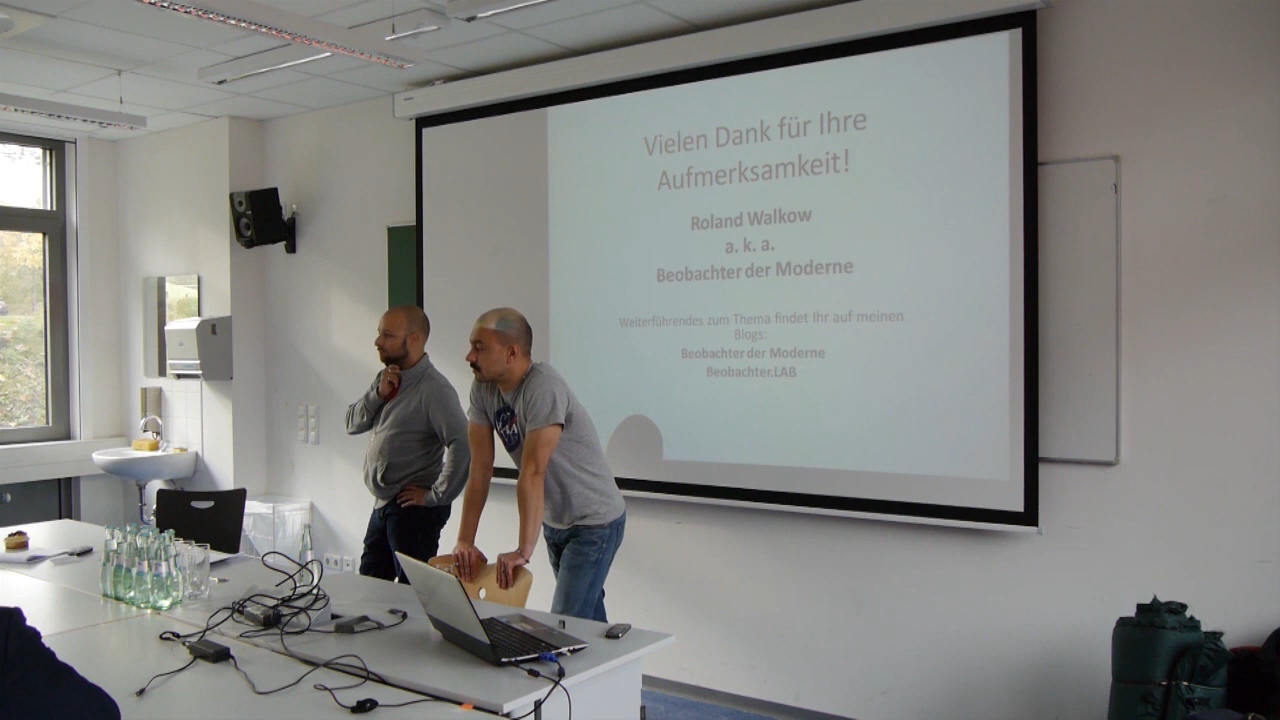 Vielen Dank für Ihre
Aufmerksamkeit!
Roland Walkow
a. k. a.
Beobachter der Moderne
Weiterführendes zum Thema findet Ihr auf meinen
Blogs:
Beobachter der Moderne
Beobachter.LAB